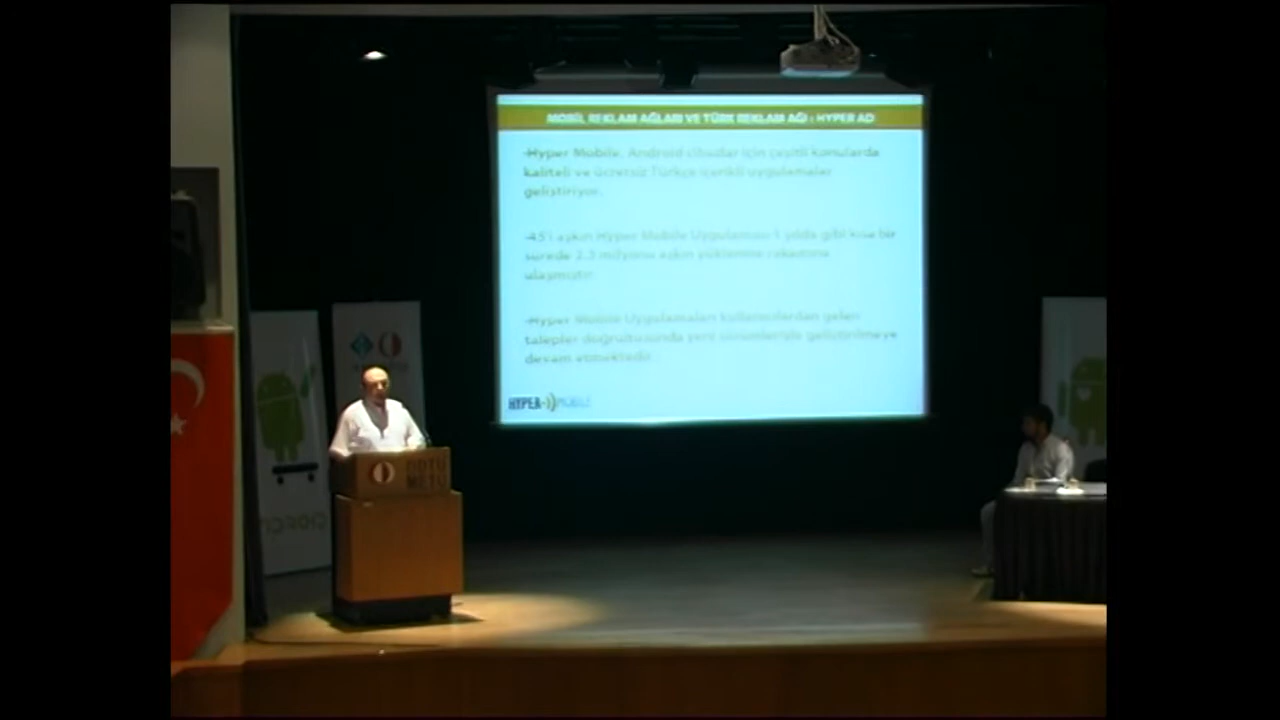 MOBİL REKLAM AĞLARI VE TÜRK REKLAM AĞI : HYPER AD
-Hyper Mobile, Android cihazlar için çeşitli konularda
kaliteli ve ücretsiz Türkçe içerikli uygulamalar
geliştiriyor.
-45'i aşkın Hyper Mobile Uygulaması 1 yılda gibi kısa bir
sürede 2.3 milyonu aşkın yüklenme rakamına
ulaşmıştır.
-Hyper Mobile Uygulamaları kullanıcılardan gelen
talepler doğrultusunda yeni sürümleriyle geliştirilmeye
devam etmektedir.
HYPER MOBILE
ODTÜ
METU